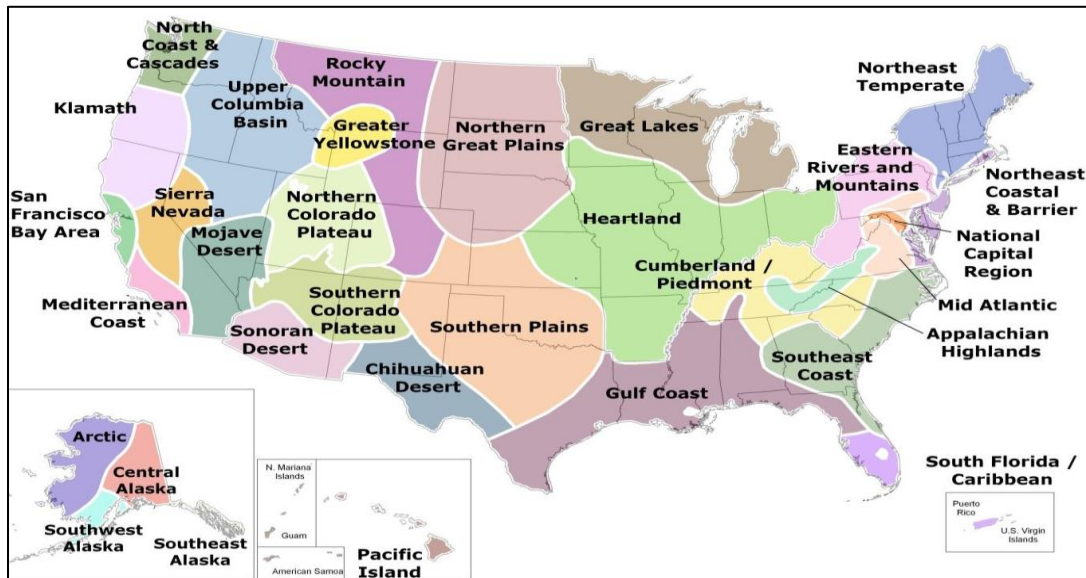 North
Coast &
Cascades
Rocky
Mountain
Northeast
Temperate
Klamath
Upper
Columbia
Basin
Greater
Yellowstone
Northern
Great Plains
Great Lakes
Eastern
Rivers and
Mountains
Northeast
Coastal
& Barrier
San
Francisco
Bay Area
Sierra
Nevada
Northern
Colorado
Plateau
Heartland
Mojave
Desert
National
Capital
Region
Cumberland /
Piedmont
Mediterranean
Coast
Southern
Colorado
Plateau
Southern Plains
Mid Atlantic
Sonoran
Desert
Appalachian
Highlands
Chihuahuan
Desert
Southeast
Coast
Gulf Coast
Arctic
Central
Alaska
Southwest
Alaska
Southeast
Alaska
N. Mariana
Islands
Guam
American Samoa
Pacific
Island
South Florida /
Caribbean
Puerto
Rico
U.S. Virgin
Islands